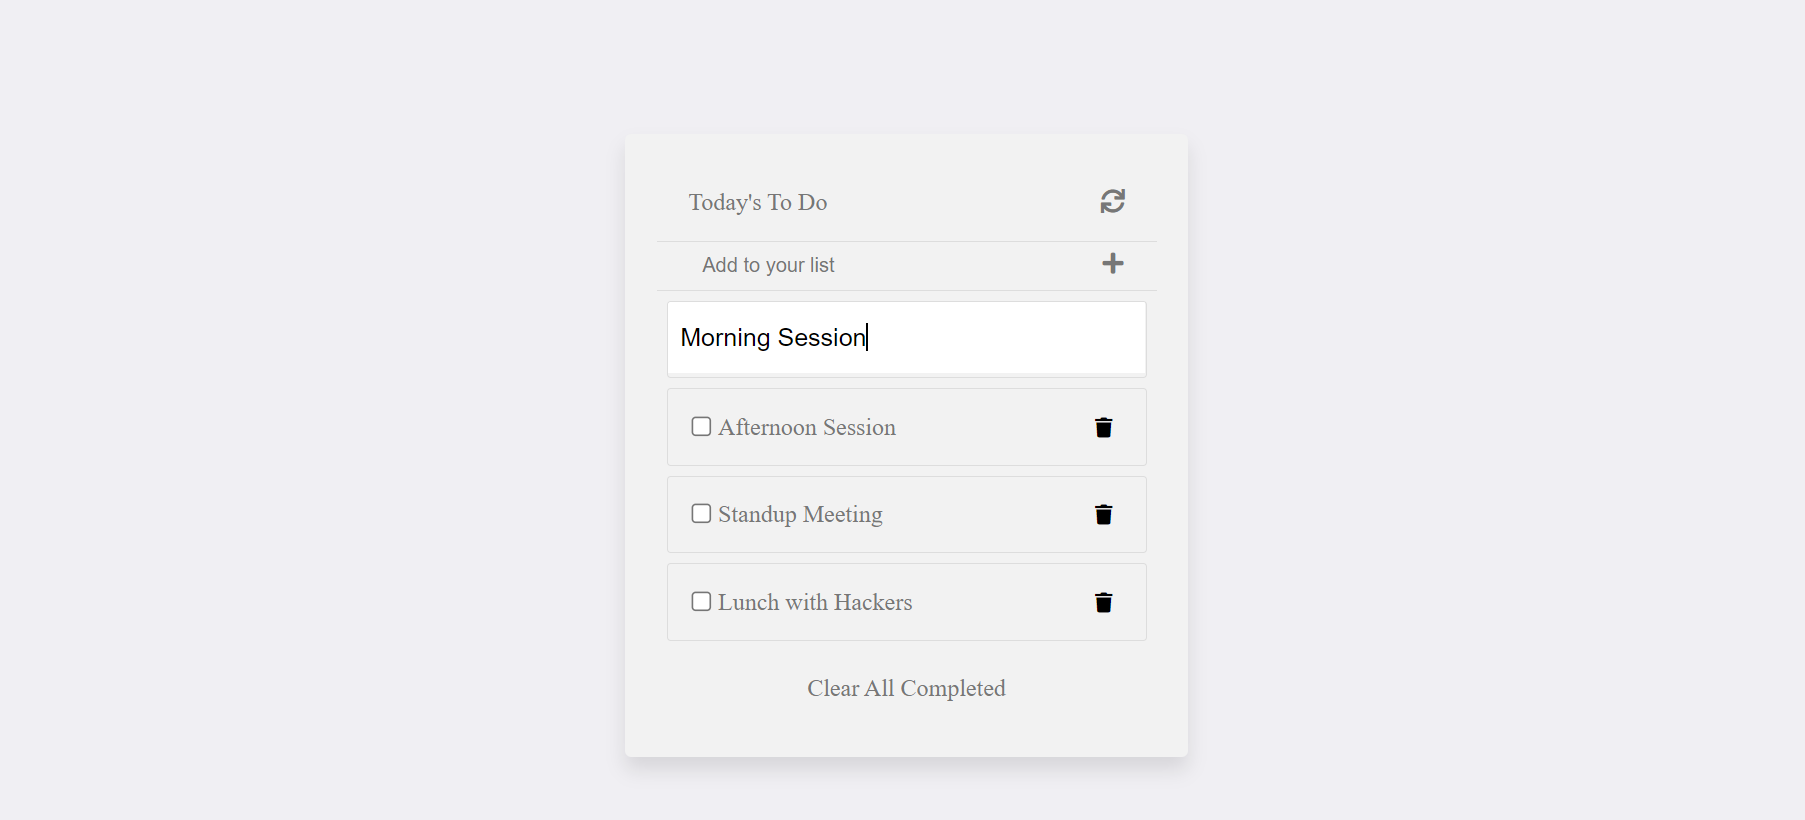 Today's To Do
Add to your list
Morning Session
Afternoon Session
Standup Meeting
Lunch with Hackers
Clear All Completed